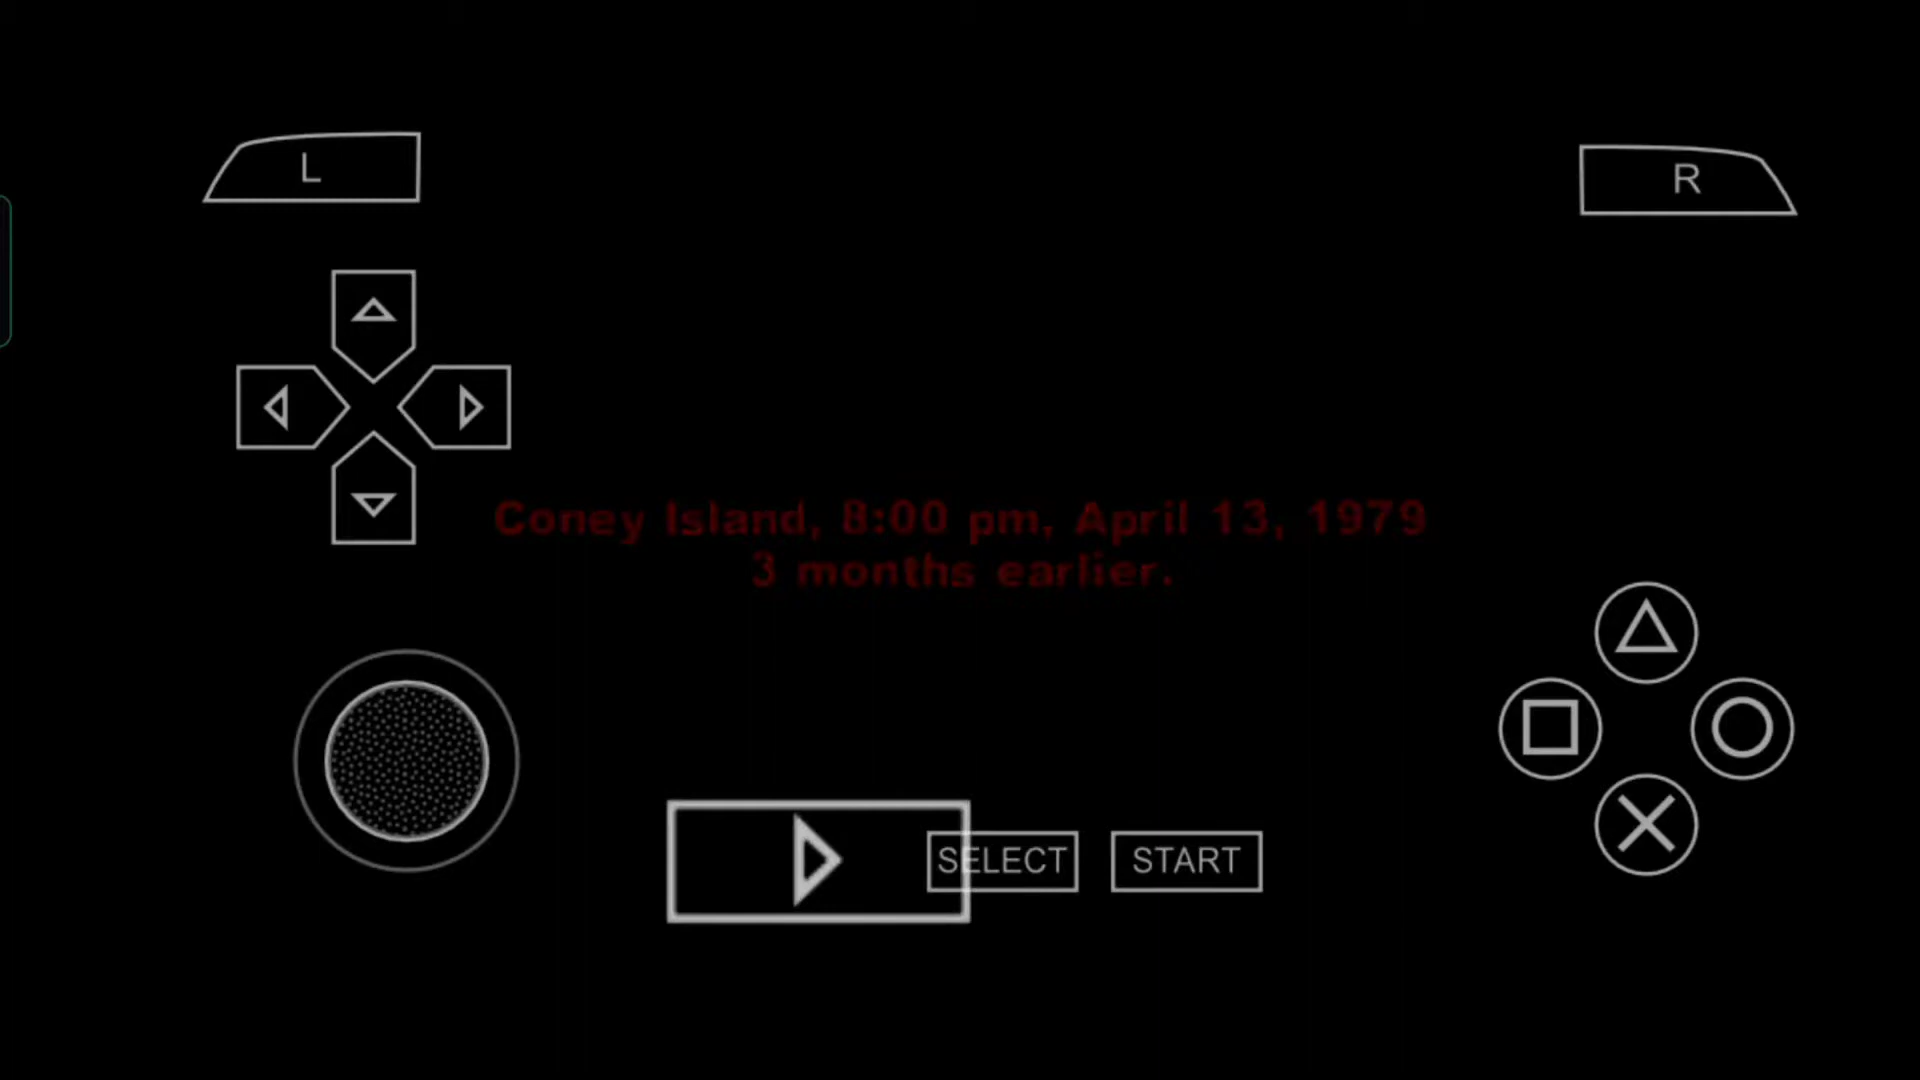 L
R
Coney Island, 8:00 pm, April 13, 1979
3 months earlier.
SELECT
START